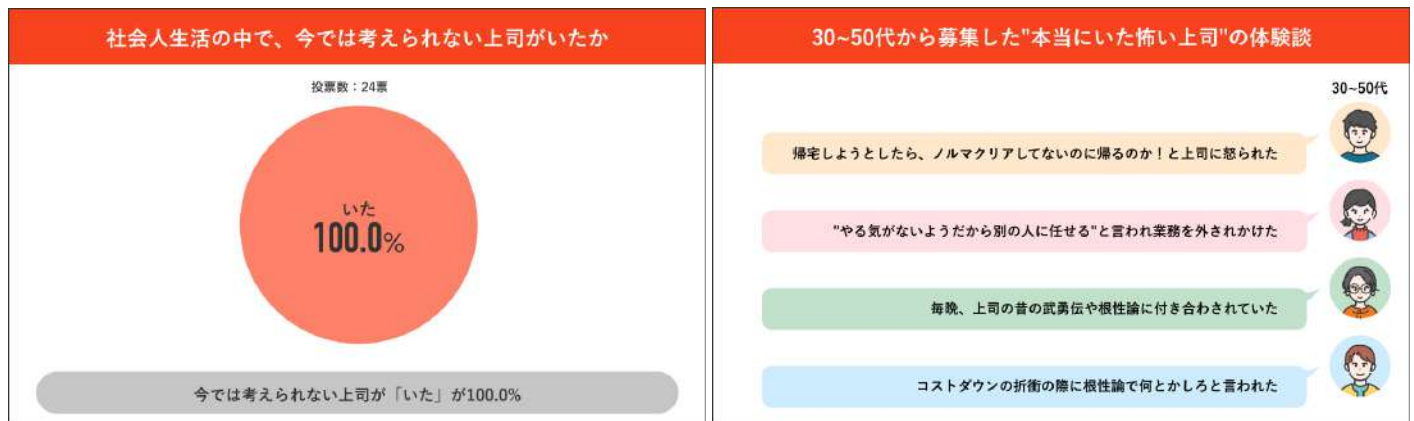 社会人生活の中で、今では考えられない上司がいたか
投票数：24票
いた
100.0%
今では考えられない上司が「いた」が100.0%
30~50代から募集した"本当にいた怖い上司"の体験談
30~50代
帰宅しようとしたら、ノルマクリアしてないのに帰るのか！と上司に怒られた
"やる気がないようだから別の人に任せる"と言われ業務を外されかけた
毎晩、上司の昔の武勇伝や根性論に付き合わされていた
コストダウンの折衝の際に根性論で何とかしろと言われた